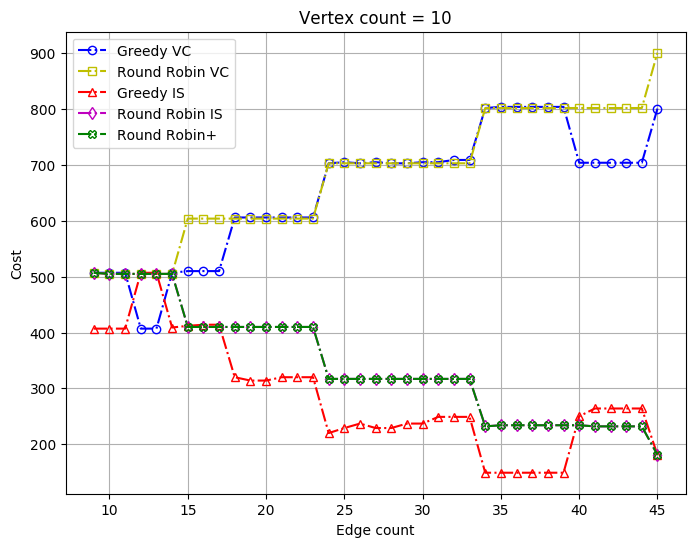 Vertex count = 10
Cost
900
800
700
600
500
400
300
200
Greedy VC
Round Robin VC
Greedy IS
Round Robin IS
Round Robin+
10 15 20 25 30 35 40 45
Edge count